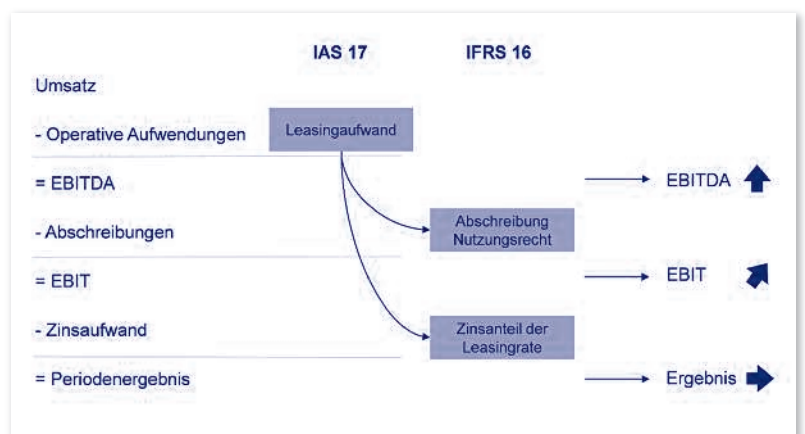 IAS 17 IFRS 16
Umsatz
- Operative Aufwendungen Leasingaufwand
= EBITDA EBITDA
- Abschreibungen Abschreibung
Nutzungsrecht
= EBIT EBIT
- Zinsaufwand Zinsanteil der
Leasingrate
= Periodenergebnis Ergebnis